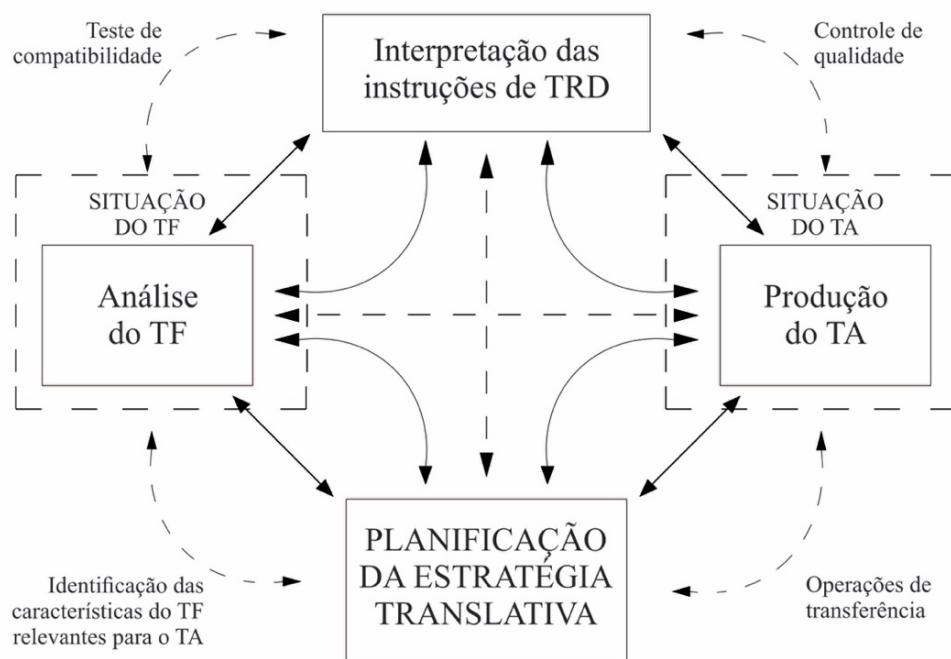 Teste de
compatibilidade
Interpretação das
instruções de TRD
Controle de
qualidade
SITUAÇÃO
DO TF
Análise
do TF
SITUAÇÃO
DO TA
Produção
do TA
PLANIFICAÇÃO
DA ESTRATÉGIA
TRANSLATIVA
Identificação das
características do TF
relevantes para o TA
Operações de
transferência